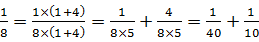 1/8 = 1×(1+4)/8×(1+4) = 1/8×5 + 4/8×5 = 1/40 + 1/10